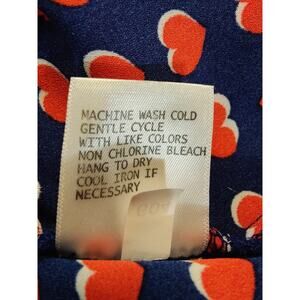 MACHINE WASH COLD
GENTLE CYCLE
WITH LIKE COLORS
NON CHLORINE BLEACH
HANG TO DRY
COOL IRON IF
NECESSARY